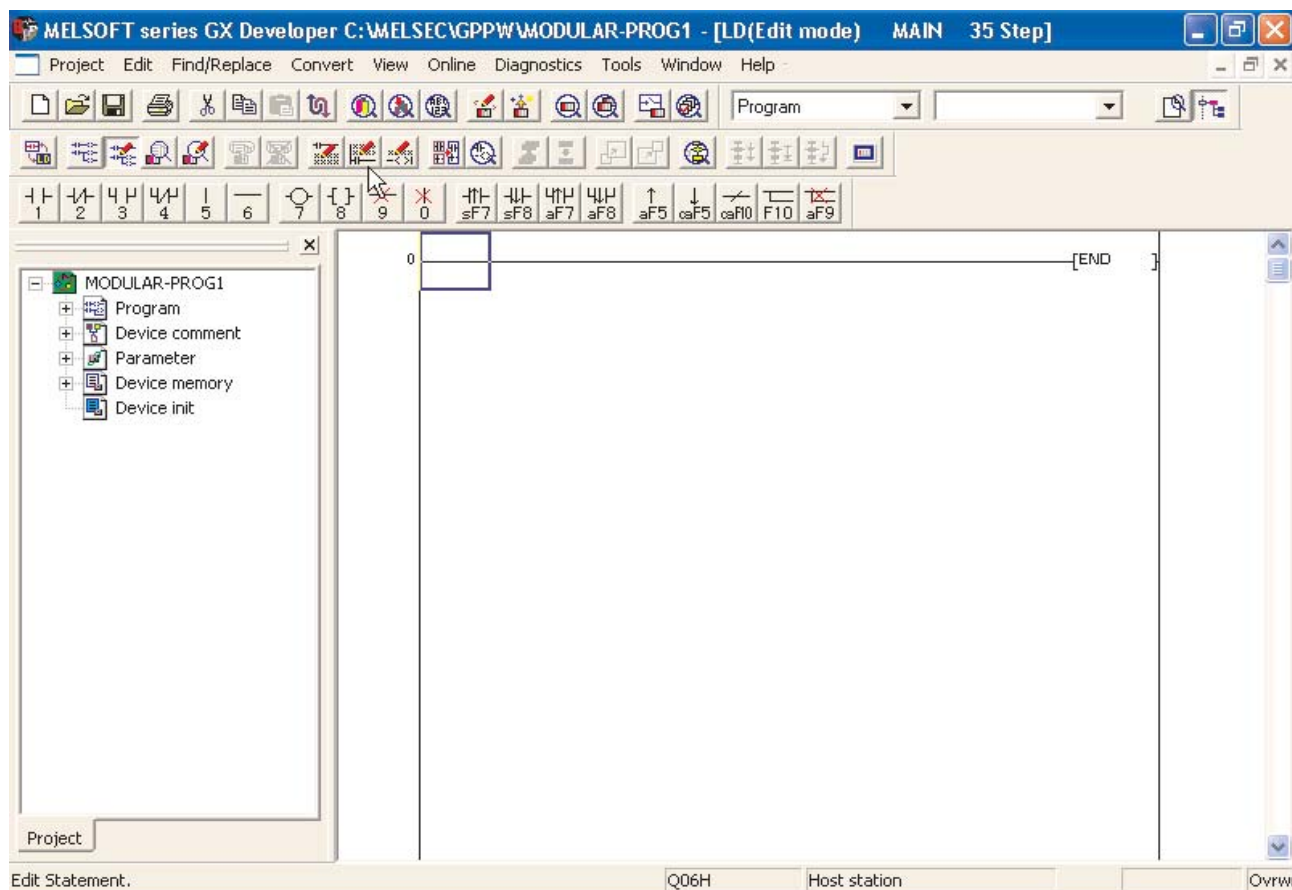 MELSOFT series GX Developer C:\MELSEC\GPPW\MODULAR-PROG1 - [LD(Edit mode) MAIN 35 Step]
Project Edit Find/Replace Convert View Online Diagnostics Tools Window Help
Program
1 2 3 4 5 6 7 8 9 0 sF7 sF8 aF7 aF8 aF5 caF5 caF10 F10 aF9
0 [END ]
MODULAR-PROG1
Program
Device comment
Parameter
Device memory
Device init
Project
Edit Statement. Q06H Host station Ovrw